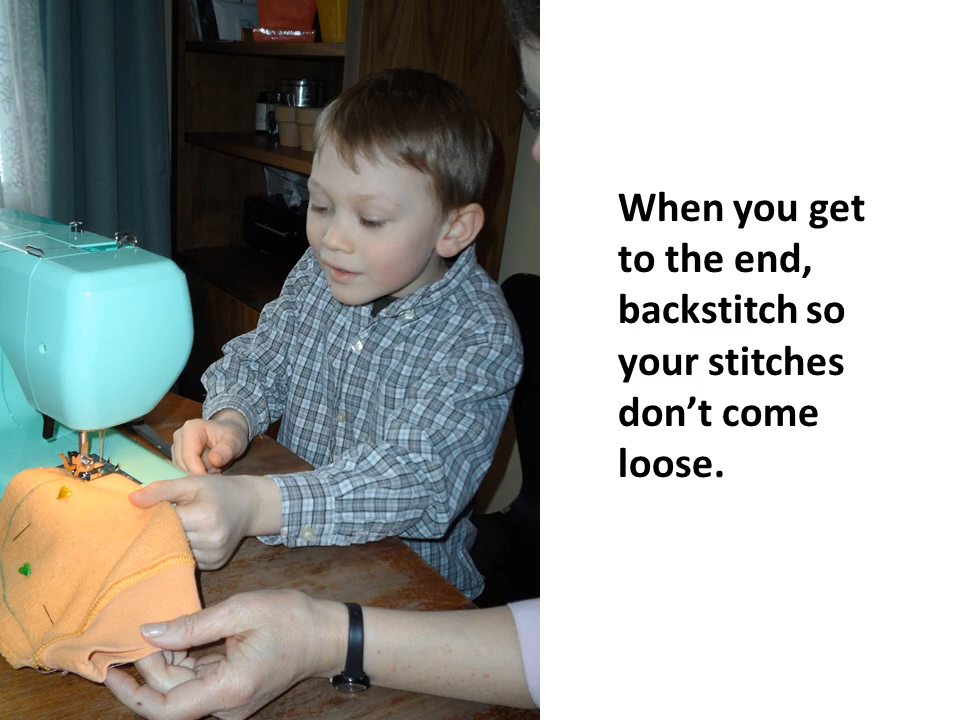 When you get
to the end,
backstitch so
your stitches
don’t come
loose.